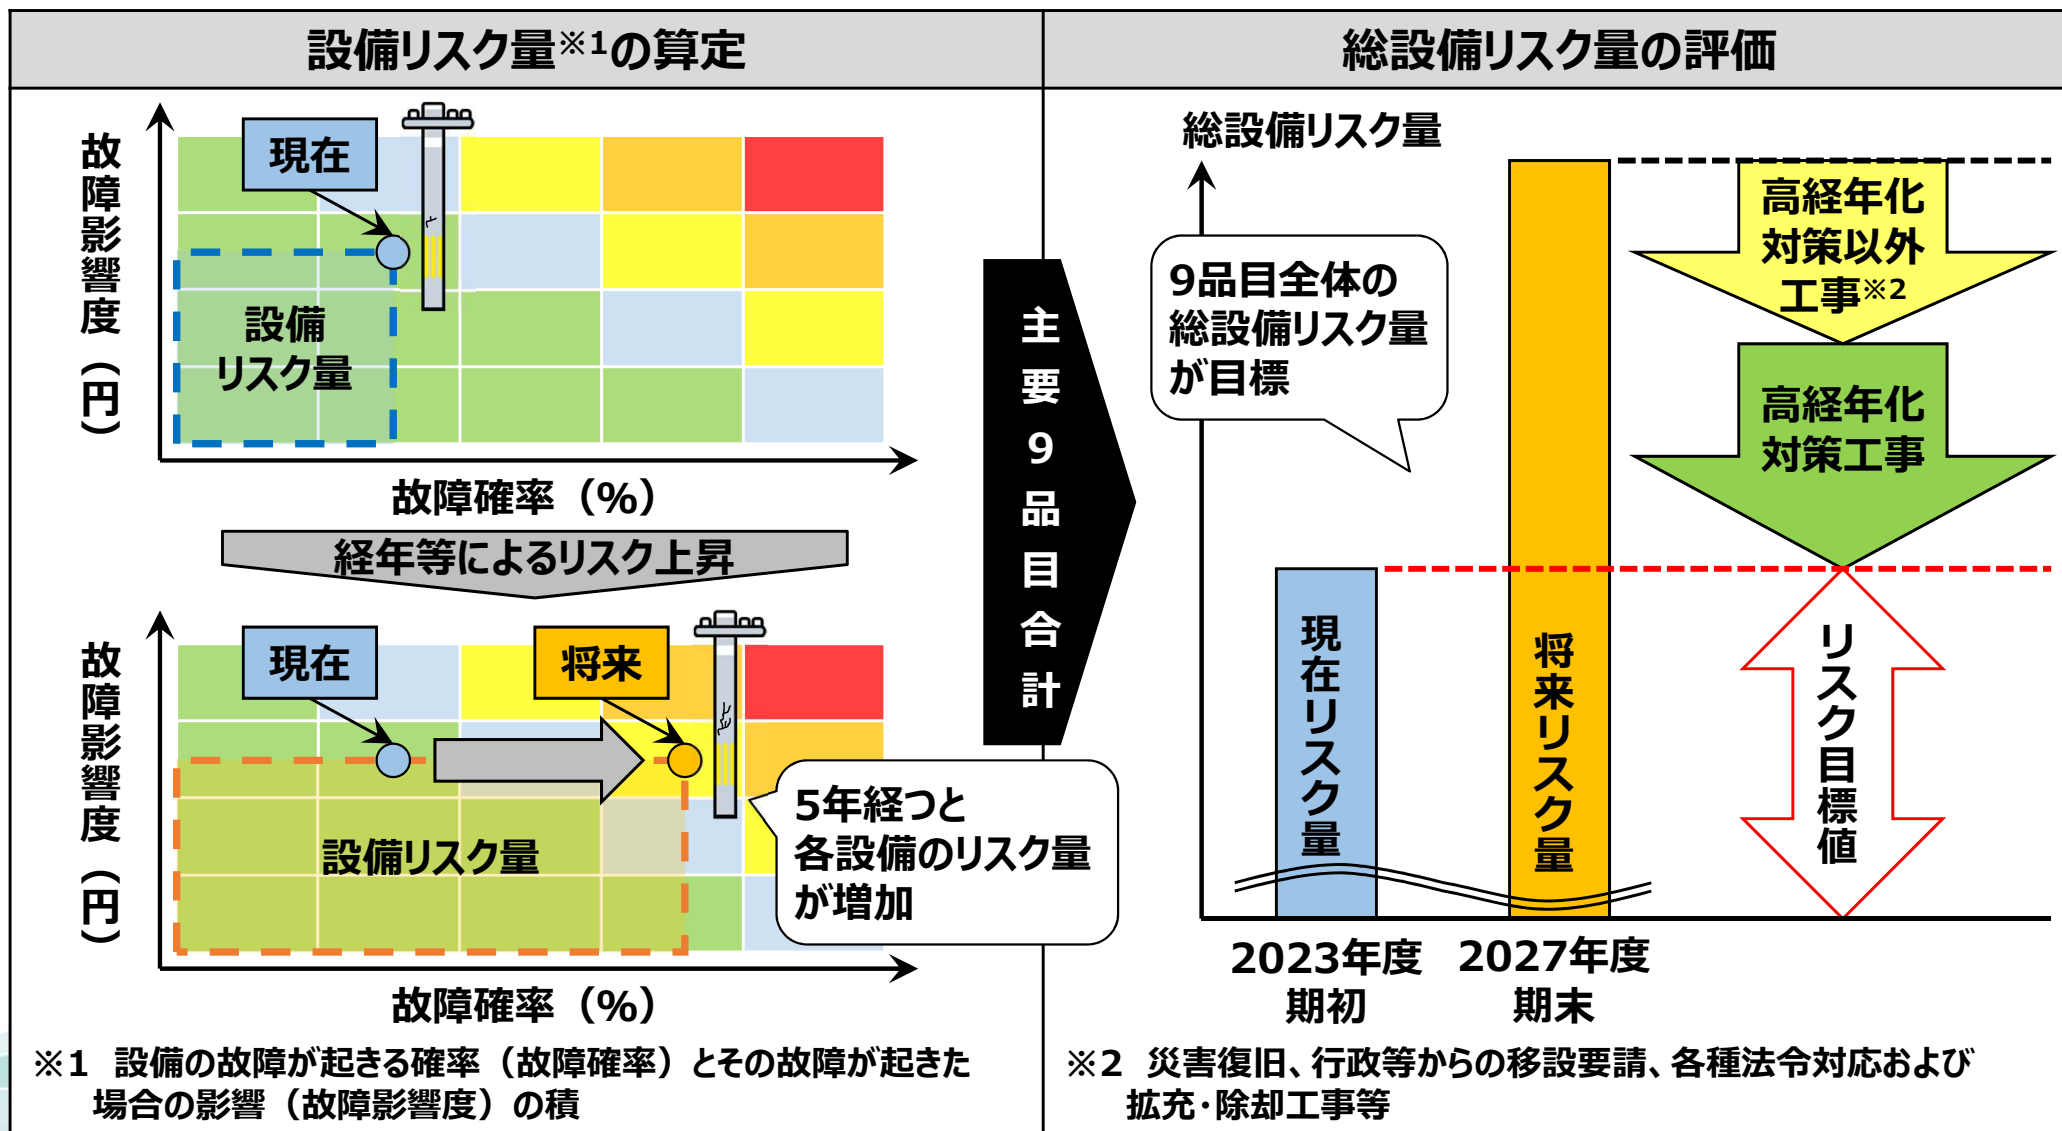 設備リスク量※1の算定
故障影響度（円）
現在
設備
リスク量
故障確率（%）
経年等によるリスク上昇
故障影響度（円）
現在
将来
設備リスク量
5年経つと
各設備のリスク量
が増加
故障確率（%）
※1 設備の故障が起きる確率（故障確率）とその故障が起きた
場合の影響（故障影響度）の積
主要9品目合計
総設備リスク量の評価
総設備リスク量
9品目全体の
総設備リスク量
が目標
高経年化
対策以外
工事※2
高経年化
対策工事
現在リスク量
将来リスク量
リスク目標値
2023年度
期初
2027年度
期末
※2 災害復旧、行政等からの移設要請、各種法令対応および
拡充・除却工事等